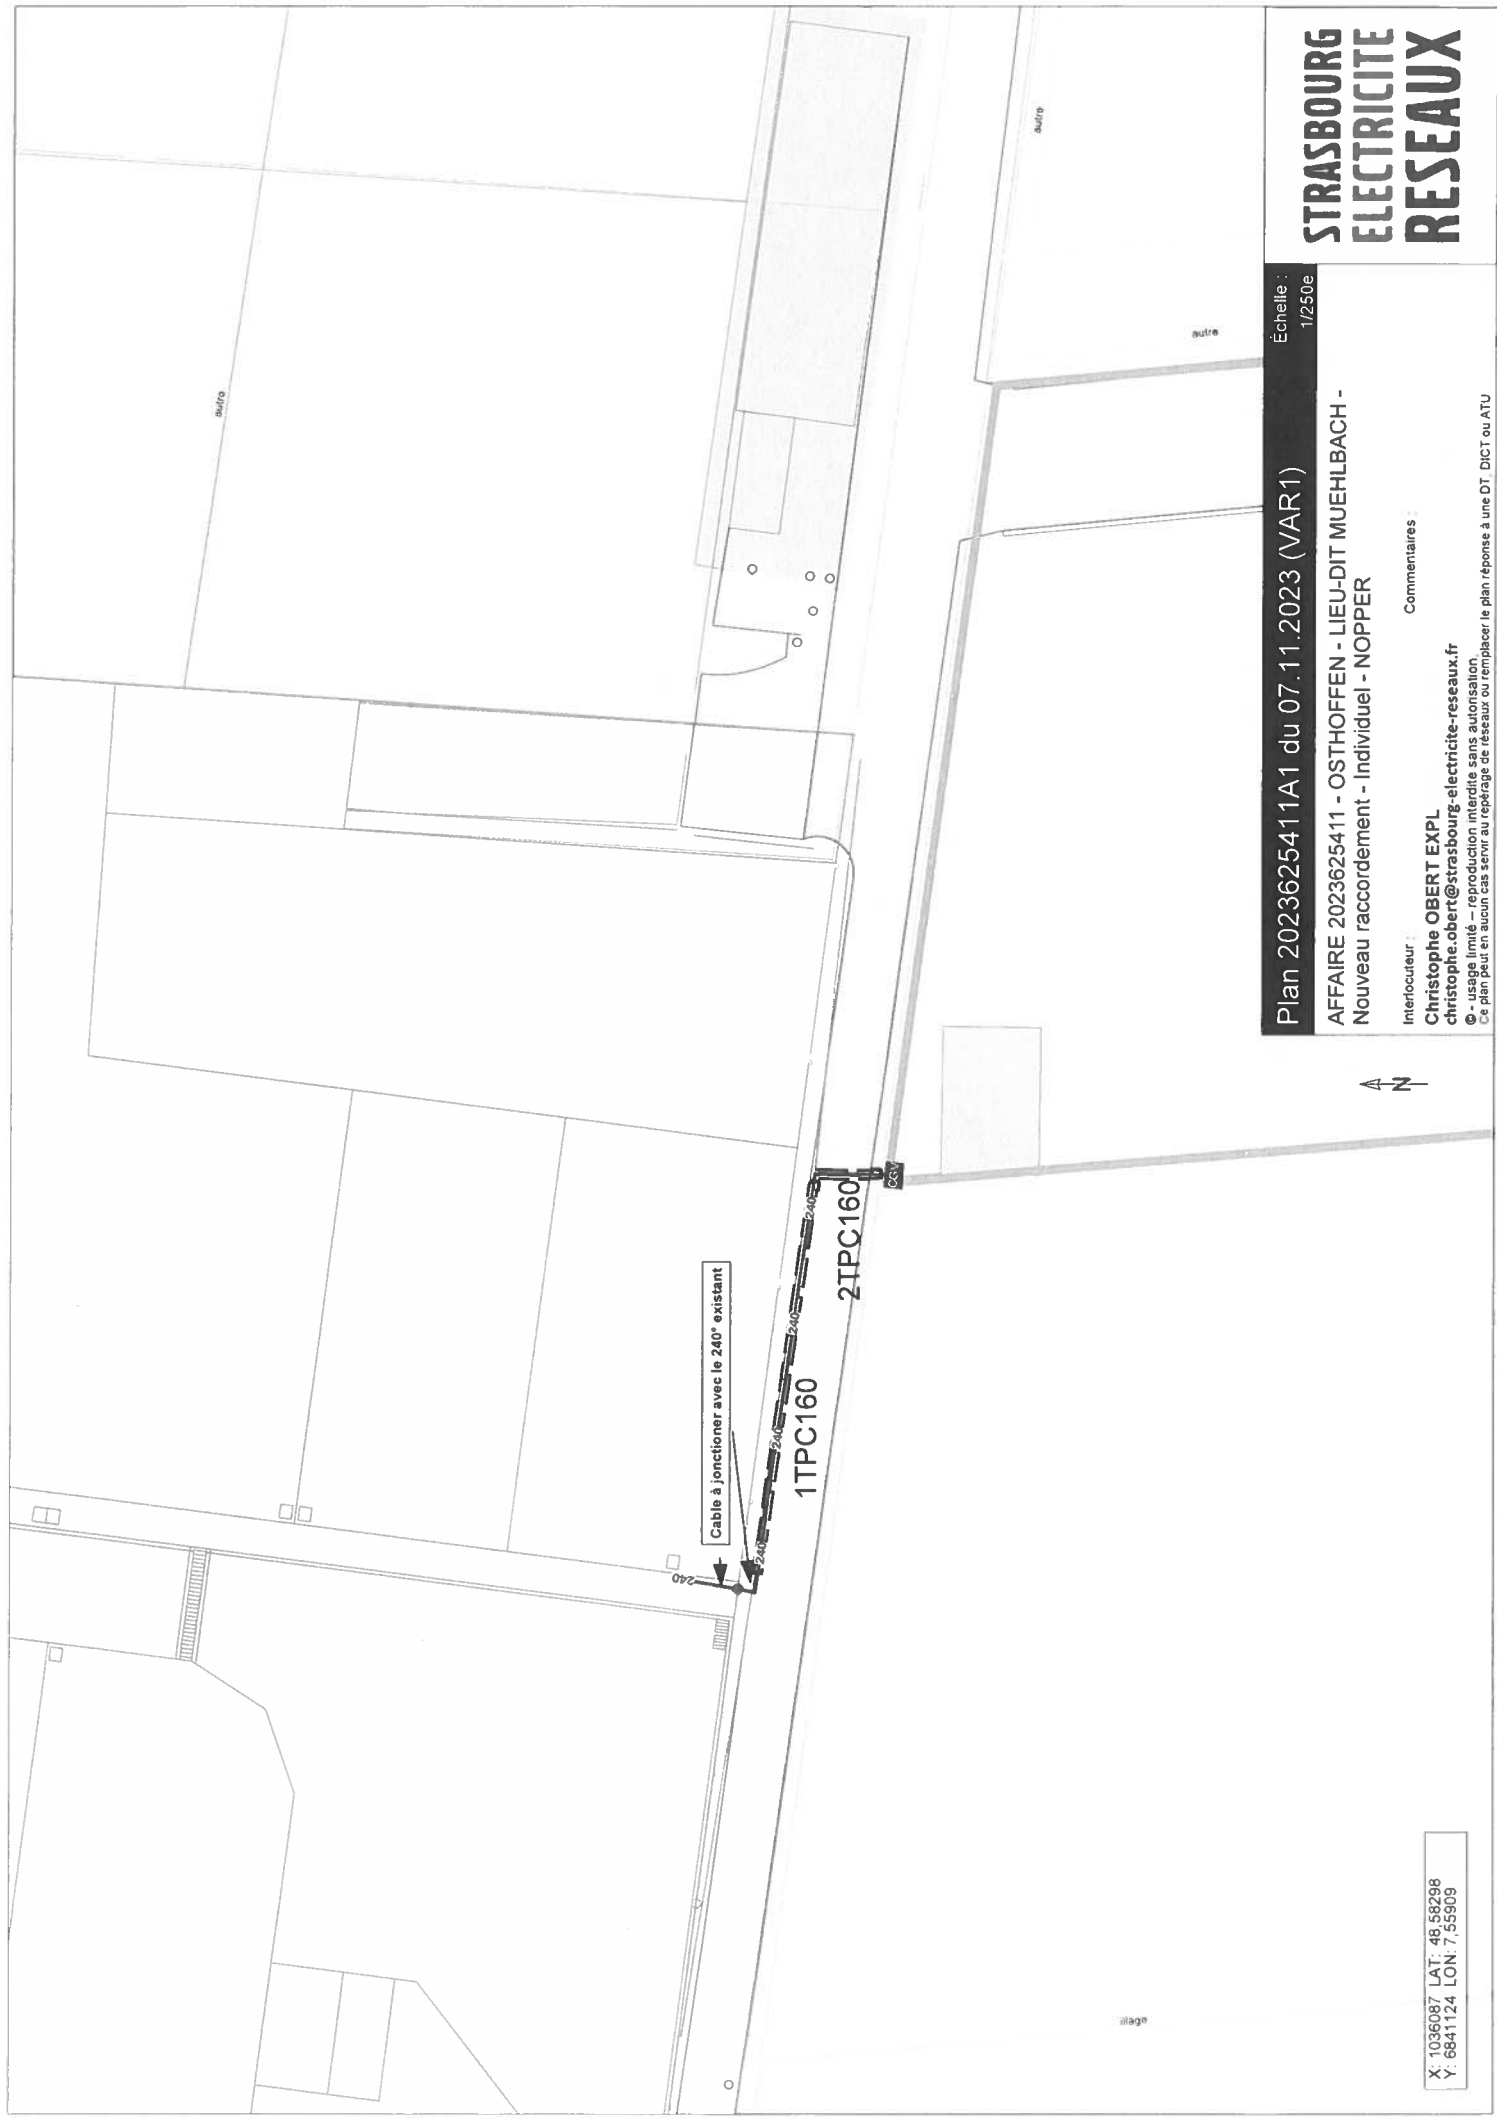 autre
autre
autre
240
Cable à jonctioner avec le 240° existant
240
240
240
240
1TPC160
2TPC160
CGV
X: 1036087 LAT: 48,58298
Y: 6841124 LON: 7,55909
N
Plan 2023625411A1 du 07.11.2023 (VAR1)
Échelle :
1/250e
AFFAIRE 2023625411 - OSTHOFFEN - LIEU-DIT MUEHLBACH -
Nouveau raccordement - Individuel - NOPPER
Interlocuteur :
Commentaires :
Christophe OBERT EXPL
christophe.obert@strasbourg-electricite-reseaux.fr
© - usage limité – reproduction interdite sans autorisation.
Ce plan peut en aucun cas servir au repérage de réseaux ou remplacer le plan réponse à une DT, DICT ou ATU
STRASBOURG
ELECTRICITE
RESEAUX